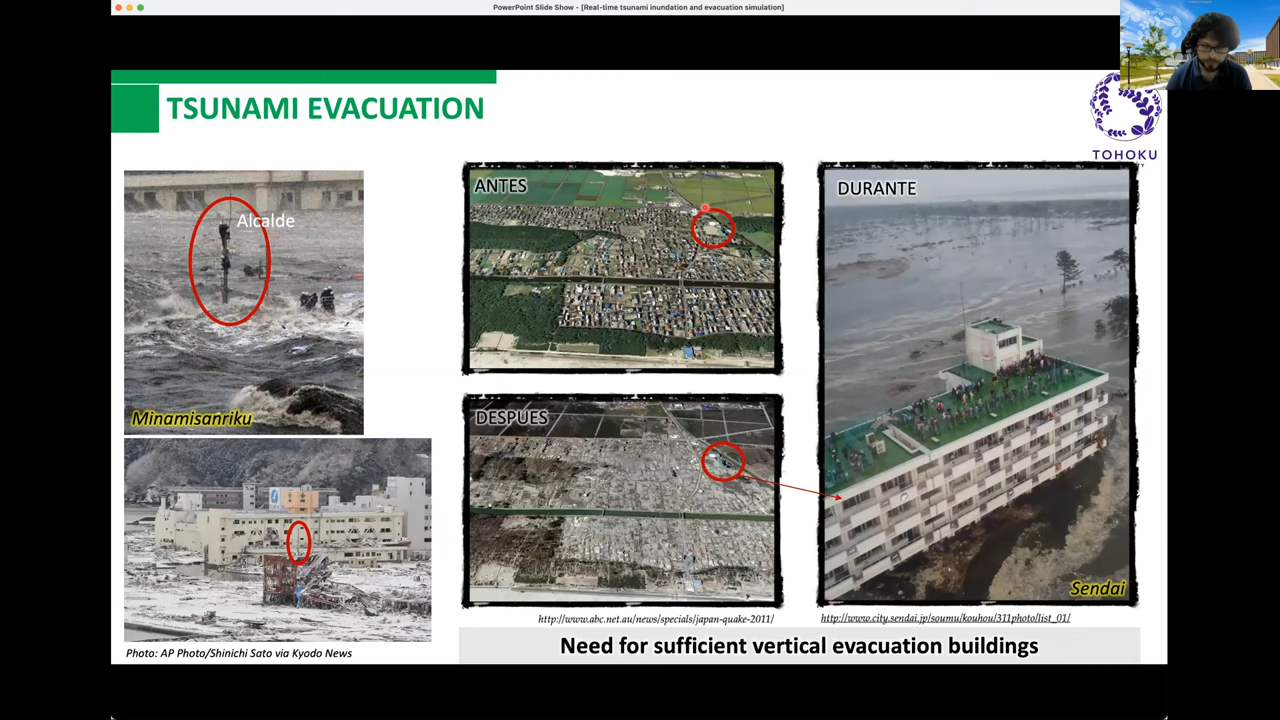 PowerPoint Slide Show - [Real-time tsunami inundation and evacuation simulation]
TSUNAMI EVACUATION
TOHOKU
Alcalde
Minamisanriku
Photo: AP Photo/Shinichi Sato via Kyodo News
ANTES
DESPUES
http://www.abc.net.au/news/specials/japan-quake-2011/
DURANTE
Sendai
http://www.city.sendai.jp/soumu/kouhou/311photo/list_01/
Need for sufficient vertical evacuation buildings